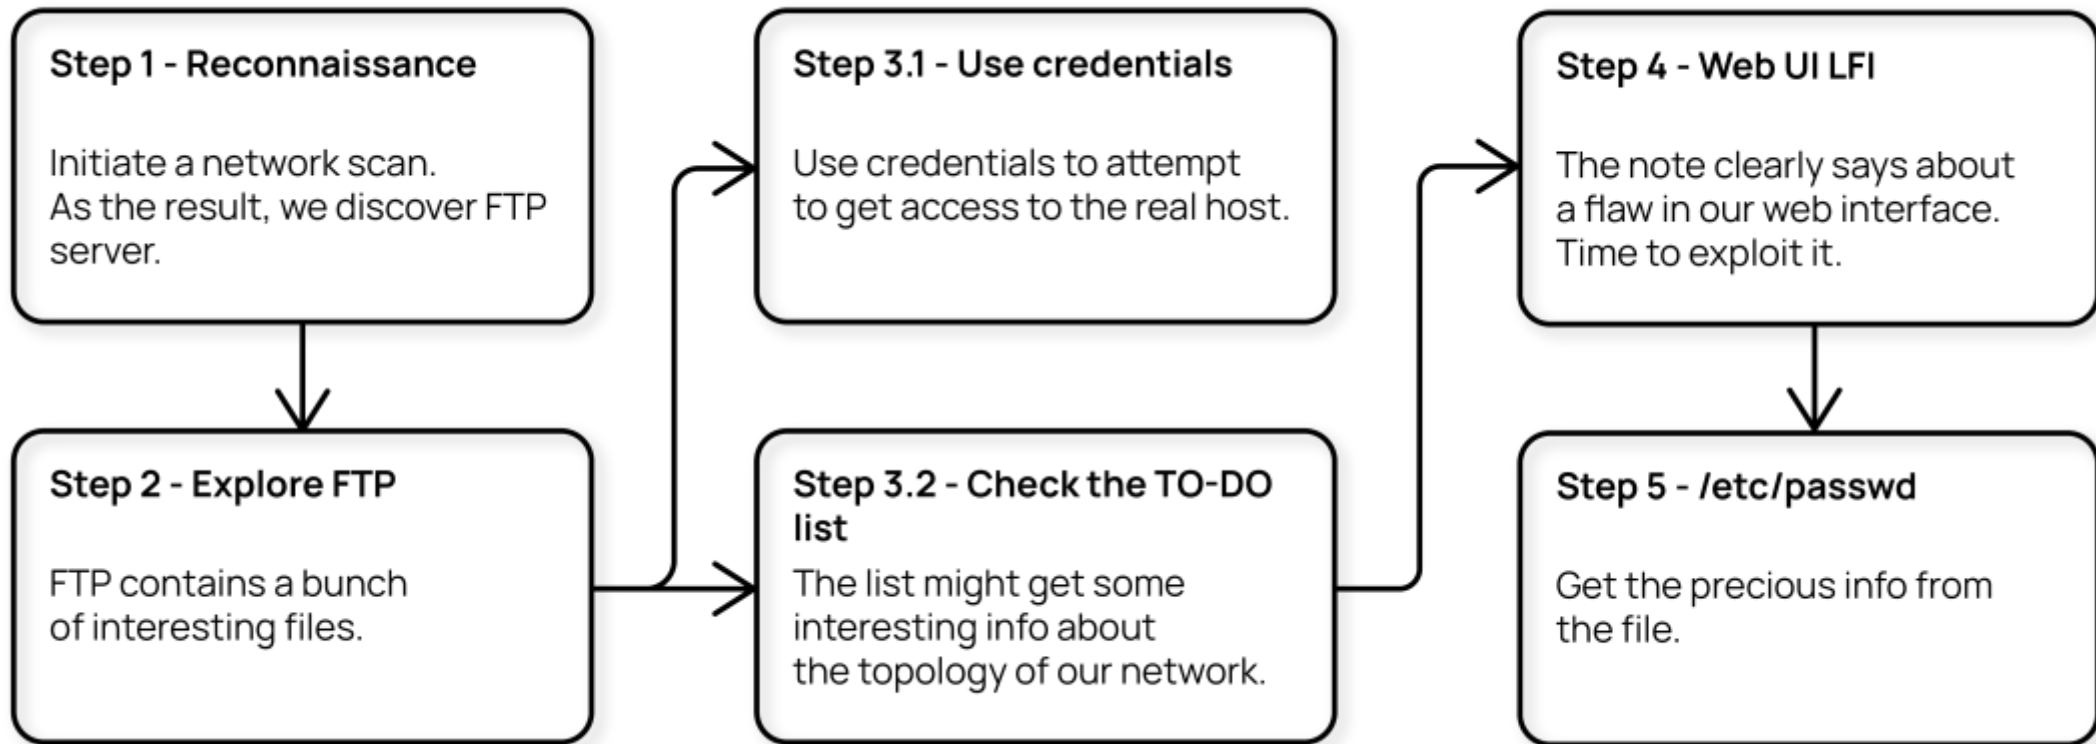 Step 1 - Reconnaissance
Initiate a network scan.
As the result, we discover FTP
server.
Step 2 - Explore FTP
FTP contains a bunch
of interesting files.
Step 3.1 - Use credentials
Use credentials to attempt
to get access to the real host.
Step 3.2 - Check the TO-DO
list
The list might get some
interesting info about
the topology of our network.
Step 4 - Web UI LFI
The note clearly says about
a flaw in our web interface.
Time to exploit it.
Step 5 - /etc/passwd
Get the precious info from
the file.